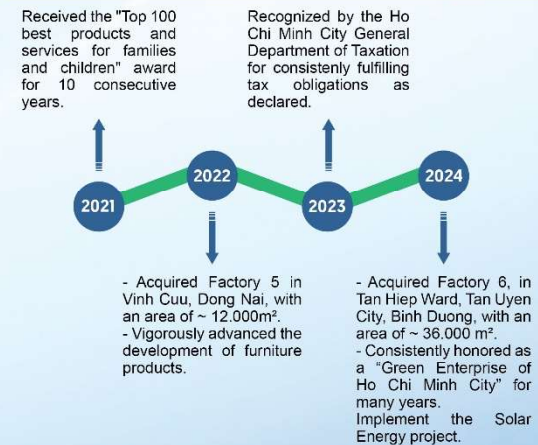 Received the "Top 100
best products and
services for families
and children" award
for 10 consecutive
years.
Recognized by the Ho
Chi Minh City General
Department of Taxation
for consistenly fulfilling
tax obligations as
declared.
2021
2022
2023
2024
- Acquired Factory 5 in
Vinh Cuu, Dong Nai, with
an area of ~ 12.000m².
- Vigorously advanced the
development of furniture
products.
- Acquired Factory 6, in
Tan Hiep Ward, Tan Uyen
City, Binh Duong, with an
area of ~ 36.000 m².
- Consistently honored as
a “Green Enterprise of
Ho Chi Minh City” for
many years.
Implement the Solar
Energy project.